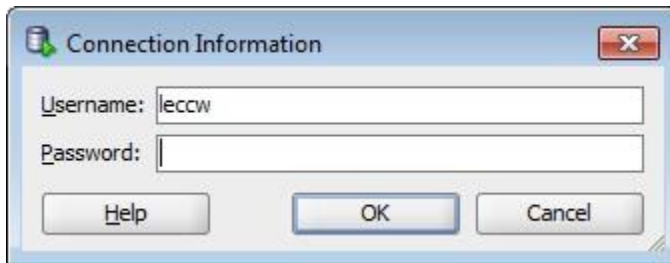 Connection Information
Username: leccw
Password:
Help OK Cancel